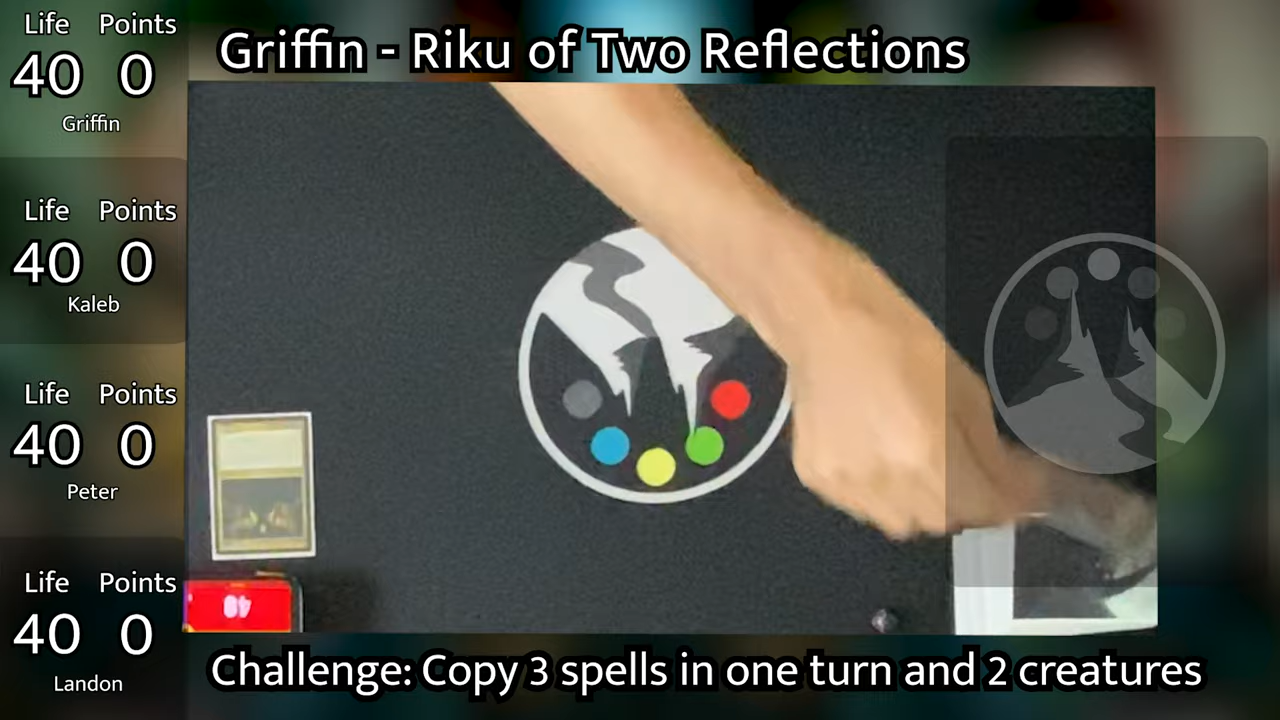 Griffin - Riku of Two Reflections
Life Points
40 0
Griffin
Life Points
40 0
Kaleb
Life Points
40 0
Peter
Life Points
40 0
Landon
40
Challenge: Copy 3 spells in one turn and 2 creatures